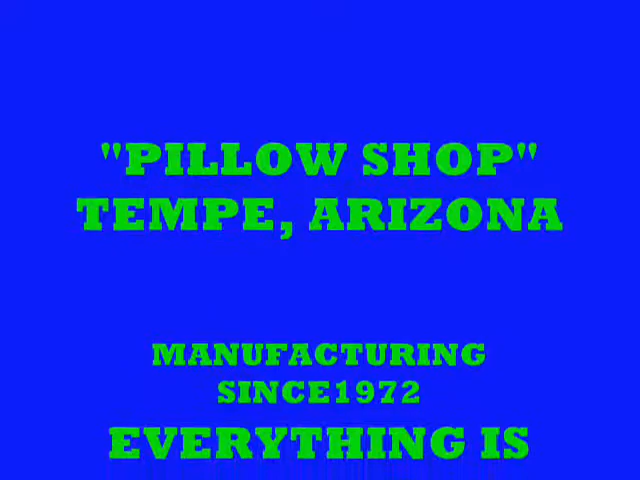 "PILLOW SHOP"
TEMPE, ARIZONA
MANUFACTURING
SINCE1972
EVERYTHING IS